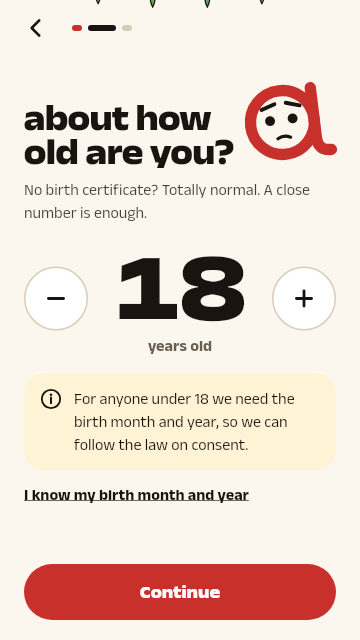 about how
old are you?
No birth certificate? Totally normal. A close
number is enough.
18
years old
For anyone under 18 we need the
birth month and year, so we can
follow the law on consent.
I know my birth month and year
Continue